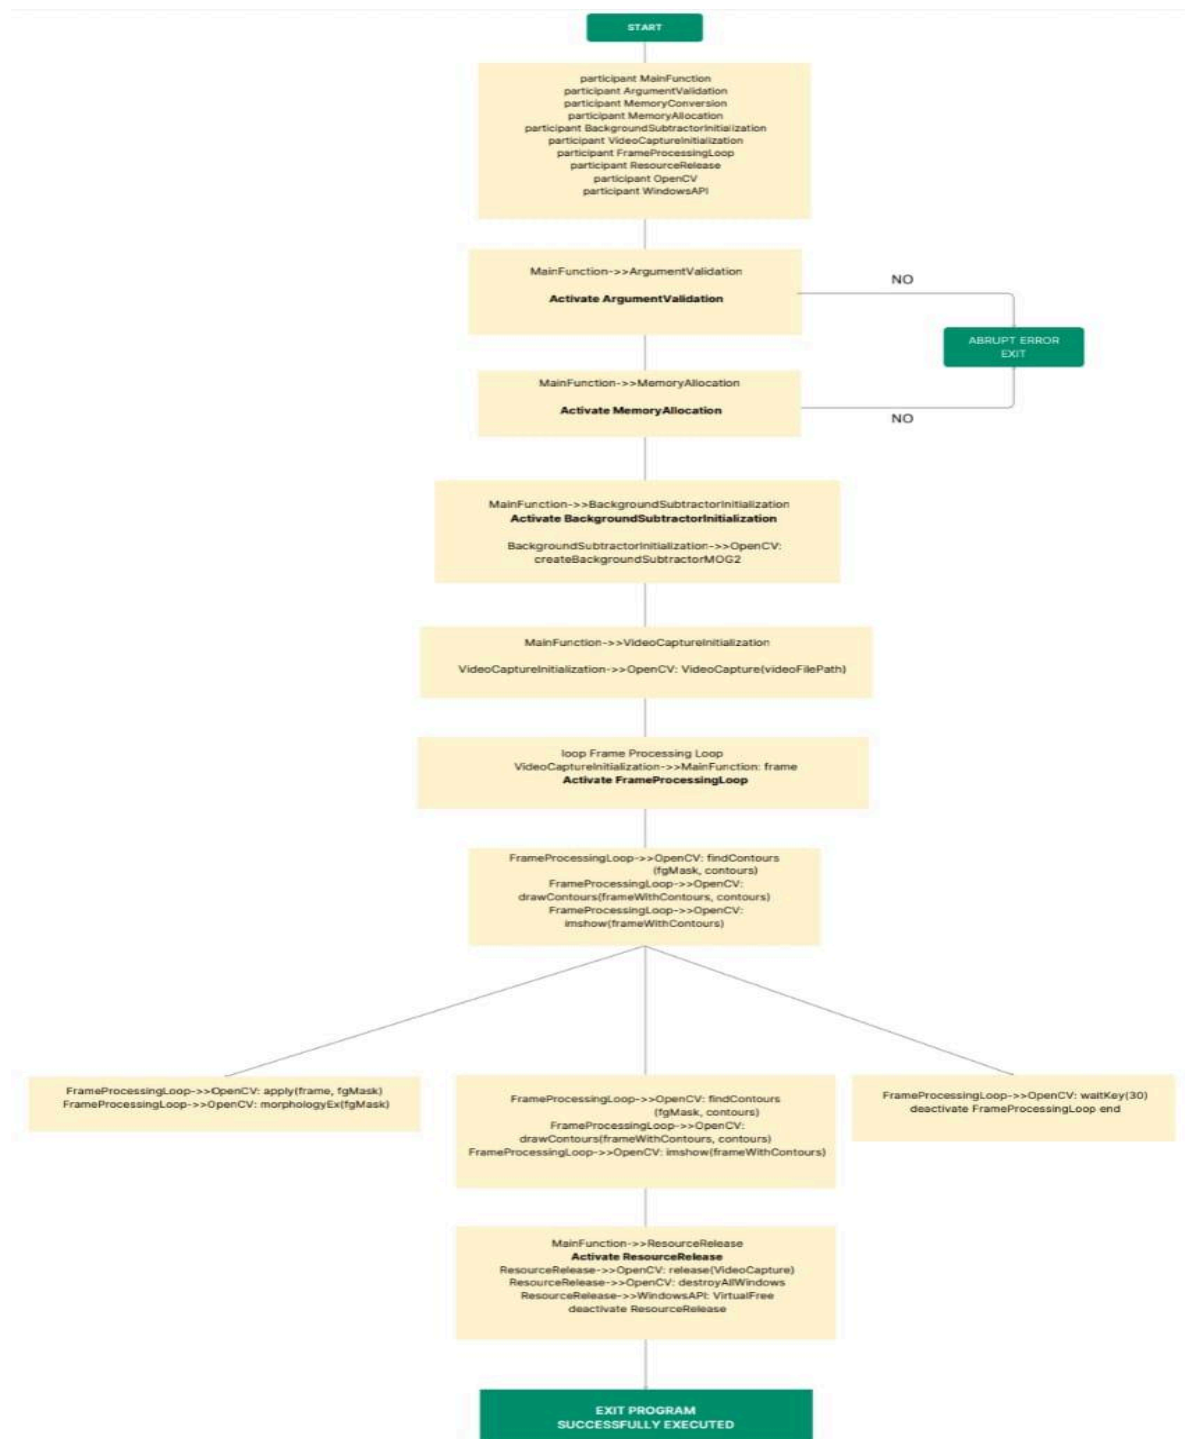 START
participant MainFunction
participant ArgumentValidation
participant MemoryConversion
participant MemoryAllocation
participant BackgroundSubtractorInitialization
participant VideoCaptureInitialization
participant FrameProcessingLoop
participant ResourceRelease
participant OpenCV
participant WindowsAPI
MainFunction->>ArgumentValidation
Activate ArgumentValidation
NO
ABRUPT ERROR
EXIT
MainFunction->>MemoryAllocation
Activate MemoryAllocation
NO
MainFunction->>BackgroundSubtractorInitialization
Activate BackgroundSubtractorInitialization
BackgroundSubtractorInitialization->>OpenCV:
createBackgroundSubtractorMOG2
MainFunction->>VideoCaptureInitialization
VideoCaptureInitialization->>OpenCV: VideoCapture(videoFilePath)
loop Frame Processing Loop
VideoCaptureInitialization->>MainFunction: frame
Activate FrameProcessingLoop
FrameProcessingLoop->>OpenCV: findContours
(fgMask, contours)
FrameProcessingLoop->>OpenCV:
drawContours(frameWithContours, contours)
FrameProcessingLoop->>OpenCV:
imshow(frameWithContours)
FrameProcessingLoop->>OpenCV: apply(frame, fgMask)
FrameProcessingLoop->>OpenCV: morphologyEx(fgMask)
FrameProcessingLoop->>OpenCV: findContours
(fgMask, contours)
FrameProcessingLoop->>OpenCV:
drawContours(frameWithContours, contours)
FrameProcessingLoop->>OpenCV: imshow(frameWithContours)
FrameProcessingLoop->>OpenCV: waitKey(30)
deactivate FrameProcessingLoop end
MainFunction->>ResourceRelease
Activate ResourceRelease
ResourceRelease->>OpenCV: release(VideoCapture)
ResourceRelease->>OpenCV: destroyAllWindows
ResourceRelease->>WindowsAPI: VirtualFree
deactivate ResourceRelease
EXIT PROGRAM
SUCCESSFULLY EXECUTED